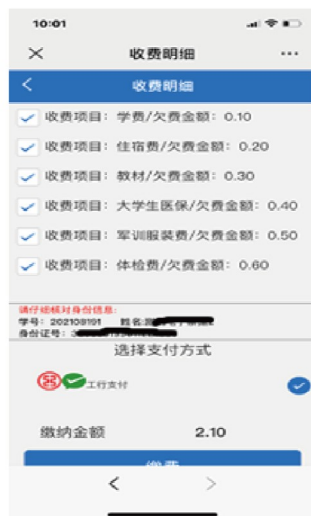 10:01
收费明细
收费明细
收费项目：学费/欠费金额：0.10
收费项目：住宿费/欠费金额：0.20
收费项目：教材/欠费金额：0.30
收费项目：大学生医保/欠费金额：0.40
收费项目：军训服装费/欠费金额：0.50
收费项目：体检费/欠费金额：0.60
请仔细核对身份信息:
学号：202108191 姓名:
身份证号：3
选择支付方式
工行支付
缴纳金额 2.10
缴费